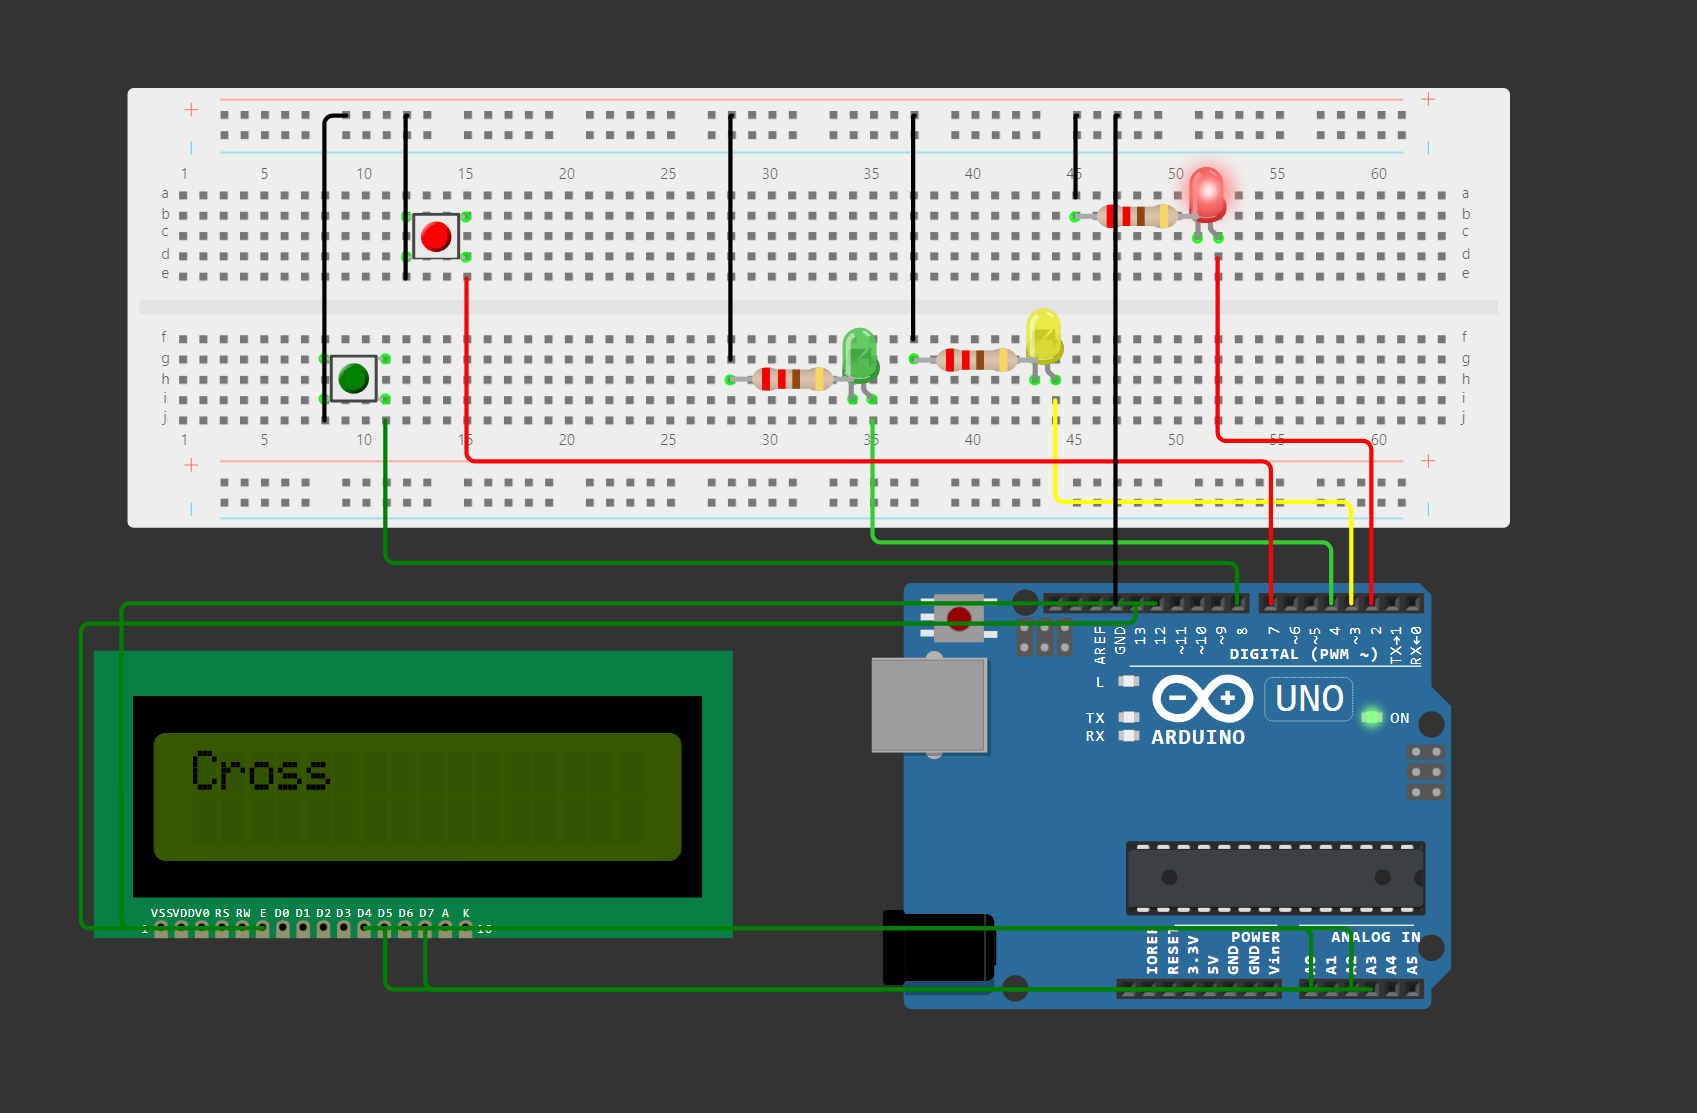 1 5 10 15 20 25 30 35 40 45 50 55 60
a a
b b
c c
d d
e e
f f
g g
h h
i i
j j
1 5 10 15 20 25 30 35 40 45 50 55 60
AREF GND 13 12 ~11 ~10 ~9 8 7 ~6 ~5 4 ~3 2 TX→1 RX←0
DIGITAL (PWM ~)
L
TX
RX
UNO
ON
ARDUINO
Cross
VSS VDD V0 RS RW E D0 D1 D2 D3 D4 D5 D6 D7 A K
1 16
POWER ANALOG IN
IOREF RESET 3.3V 5V GND GND Vin A0 A1 A2 A3 A4 A5